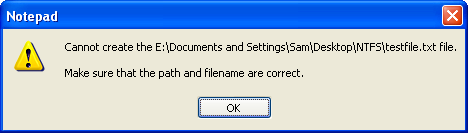 Notepad
Cannot create the E:\Documents and Settings\Sam\Desktop\NTFS\testfile.txt file.
Make sure that the path and filename are correct.
OK